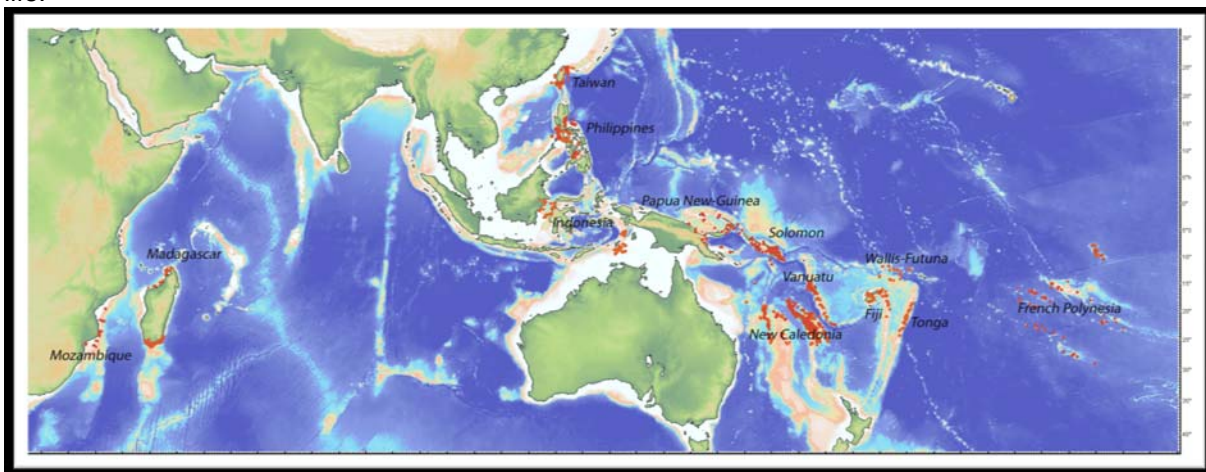 Taiwan
Philippines
Papua New-Guinea
Indonesia
Solomon
Madagascar
Wallis-Futuna
Vanuatu
French Polynesia
Fiji
Tonga
New Caledonia
Mozambique